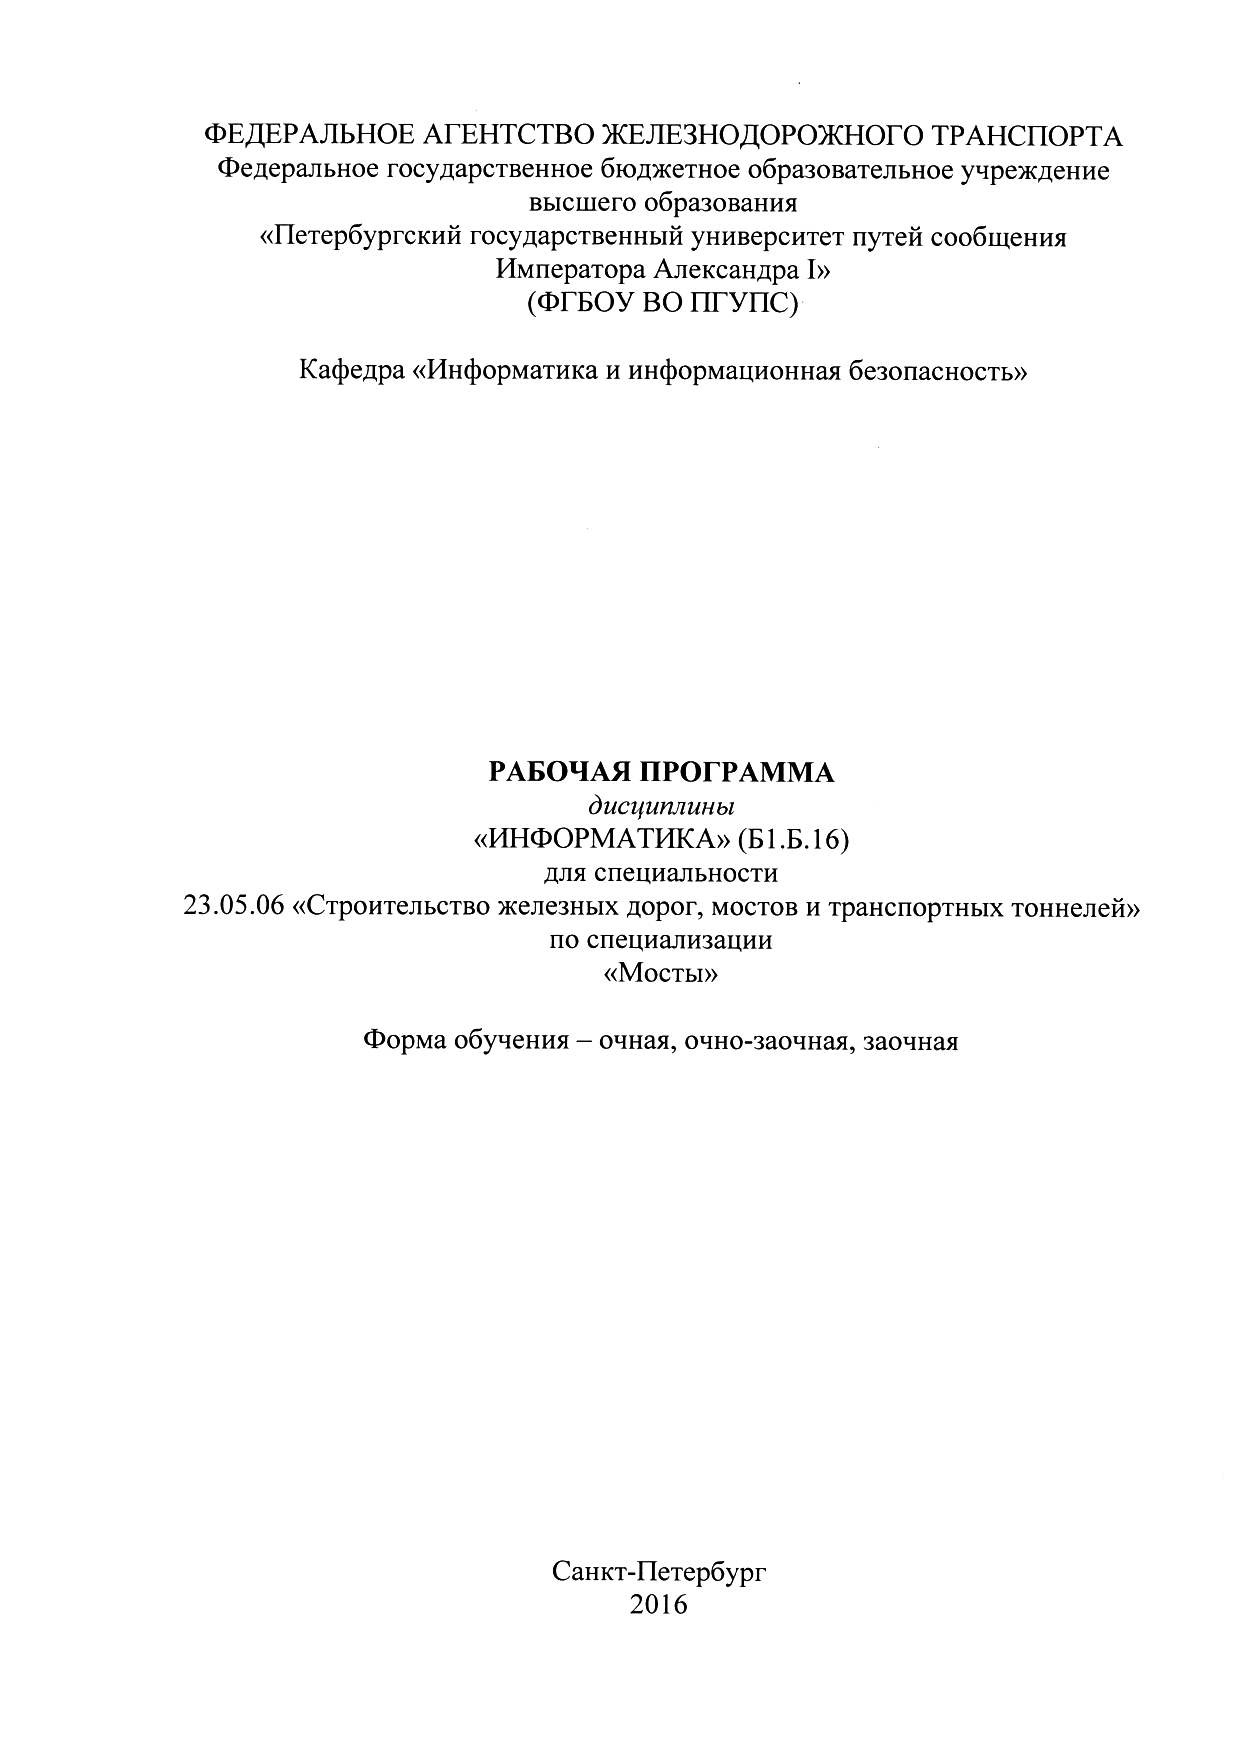 ФЕДЕРАЛЬНОЕ АГЕНТСТВО ЖЕЛЕЗНОДОРОЖНОГО ТРАНСПОРТА
Федеральное государственное бюджетное образовательное учреждение
высшего образования
«Петербургский государственный университет путей сообщения
Императора Александра I»
(ФГБОУ ВО ПГУПС)
Кафедра «Информатика и информационная безопасность»
РАБОЧАЯ ПРОГРАММА
дисциплины
«ИНФОРМАТИКА» (Б1.Б.16)
для специальности
23.05.06 «Строительство железных дорог, мостов и транспортных тоннелей»
по специализации
«Мосты»
Форма обучения – очная, очно-заочная, заочная
Санкт-Петербург
2016